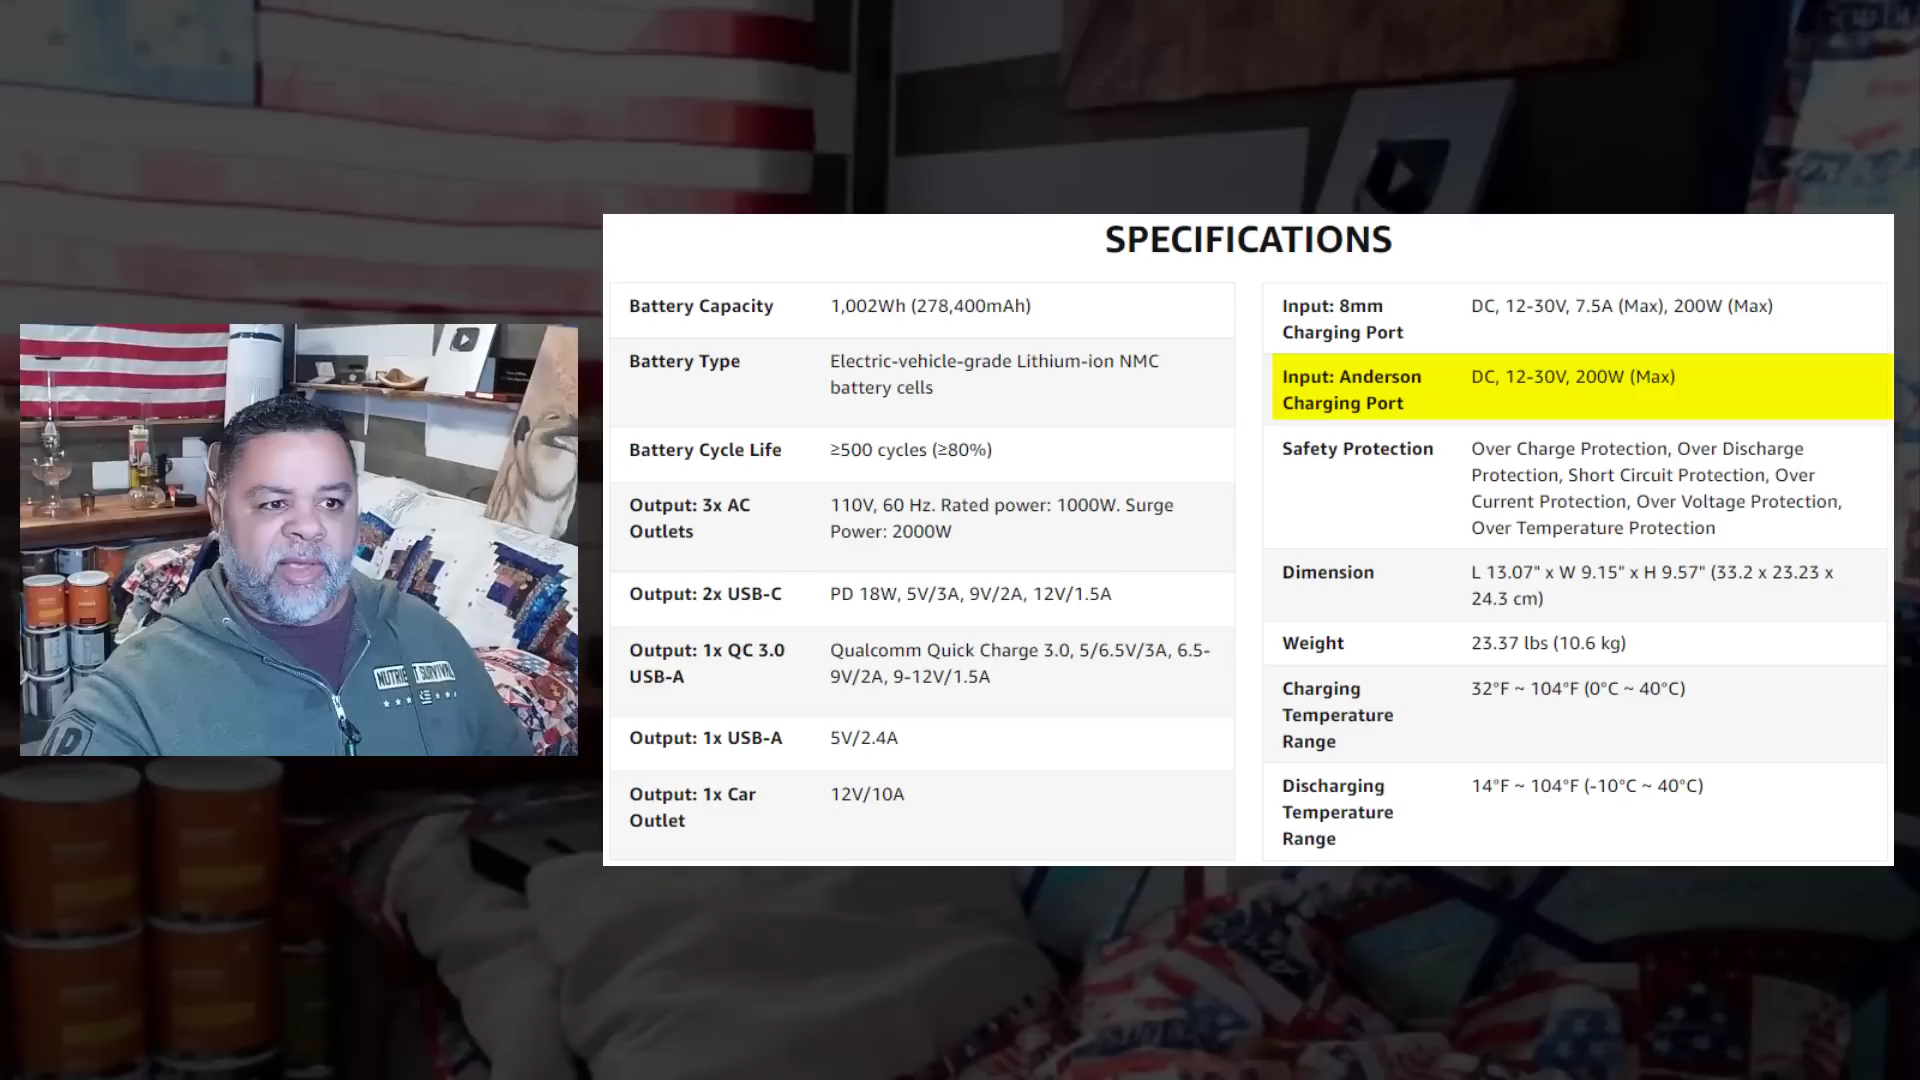 SPECIFICATIONS
Battery Capacity 1,002Wh (278,400mAh)
Battery Type Electric-vehicle-grade Lithium-ion NMC
battery cells
Battery Cycle Life ≥500 cycles (≥80%)
Output: 3x AC 110V, 60 Hz. Rated power: 1000W. Surge
Outlets Power: 2000W
Output: 2x USB-C PD 18W, 5V/3A, 9V/2A, 12V/1.5A
Output: 1x QC 3.0 Qualcomm Quick Charge 3.0, 5/6.5V/3A, 6.5-
USB-A 9V/2A, 9-12V/1.5A
Output: 1x USB-A 5V/2.4A
Output: 1x Car 12V/10A
Outlet
Input: 8mm DC, 12-30V, 7.5A (Max), 200W (Max)
Charging Port
Input: Anderson DC, 12-30V, 200W (Max)
Charging Port
Safety Protection Over Charge Protection, Over Discharge
Protection, Short Circuit Protection, Over
Current Protection, Over Voltage Protection,
Over Temperature Protection
Dimension L 13.07" x W 9.15" x H 9.57" (33.2 x 23.23 x
24.3 cm)
Weight 23.37 lbs (10.6 kg)
Charging 32°F ~ 104°F (0°C ~ 40°C)
Temperature
Range
Discharging 14°F ~ 104°F (-10°C ~ 40°C)
Temperature
Range